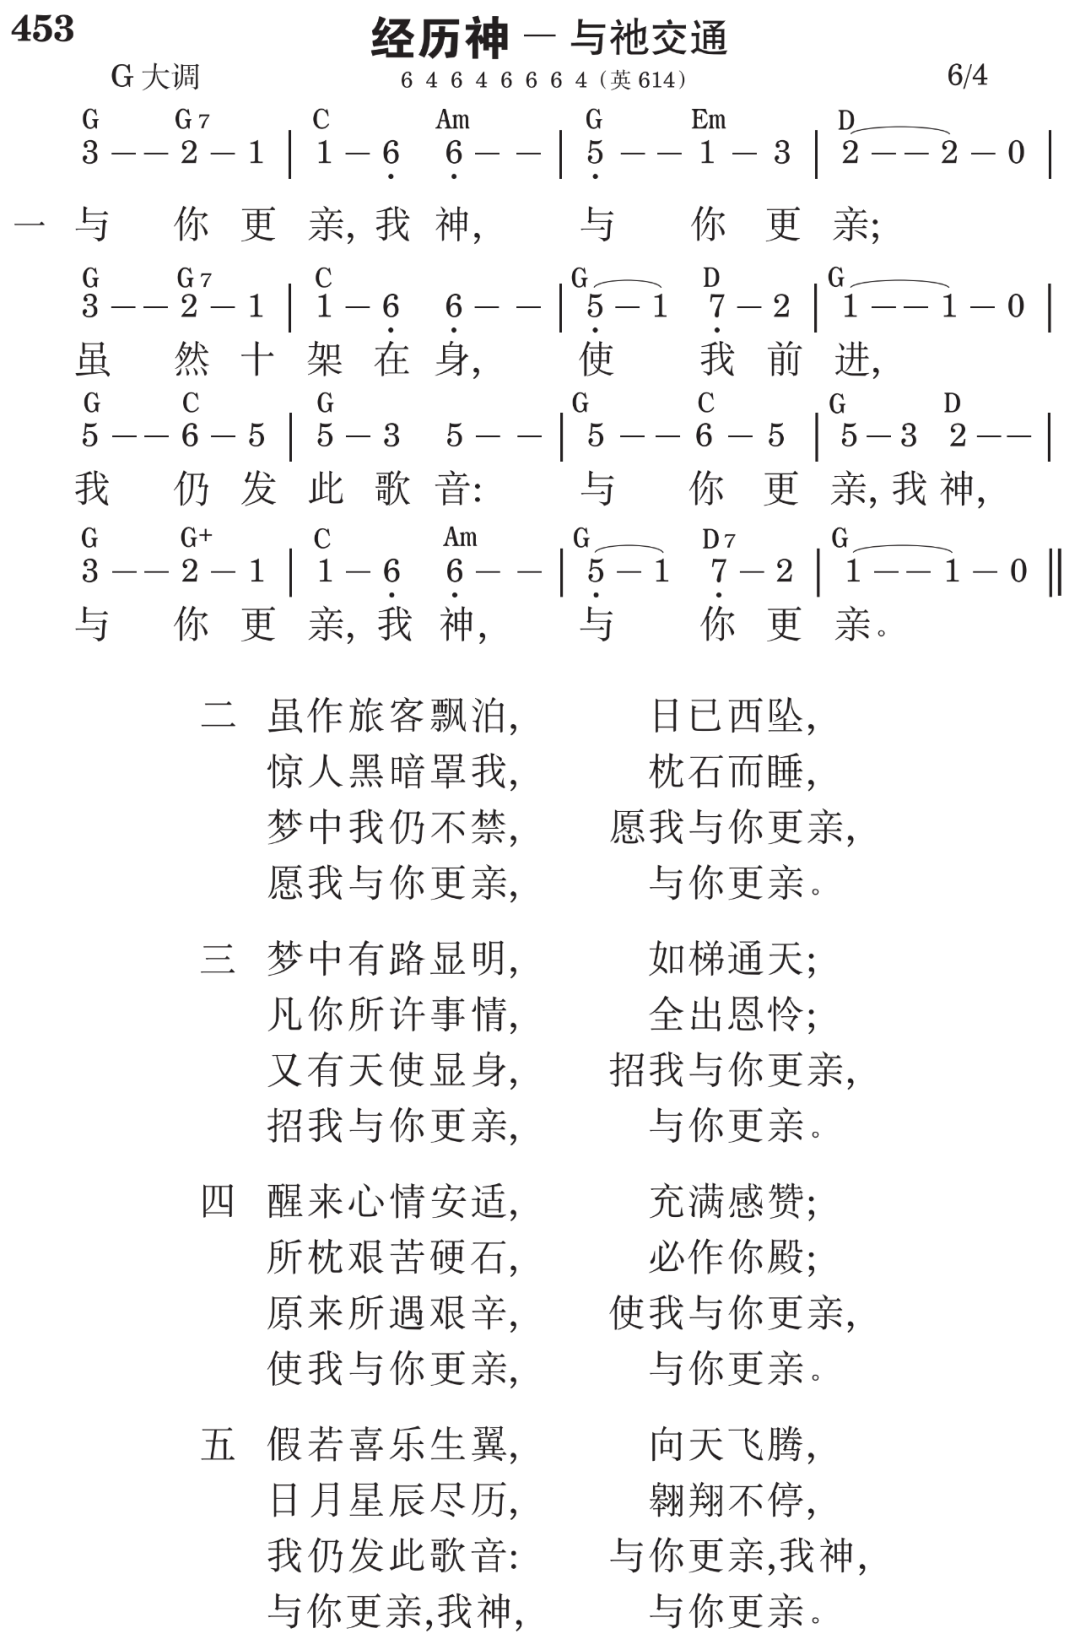 453
经历神 — 与祂交通
G 大调 6 4 6 4 6 6 6 4 (英 614) 6/4
G G7 C Am G Em D
3 – – 2 – 1 | 1 – 6̣ 6̣ – – | 5̣ – – 1 – 3 | 2 – – 2 – 0 |
一 与 你 更 亲, 我 神, 与 你 更 亲;
G G7 C G D G
3 – – 2 – 1 | 1 – 6̣ 6̣ – – | 5̣ – 1 7̣ – 2 | 1 – – 1 – 0 |
虽 然 十 架 在 身, 使 我 前 进,
G C G G C G D
5 – – 6 – 5 | 5 – 3 5 – – | 5 – – 6 – 5 | 5 – 3 2 – – |
我 仍 发 此 歌 音: 与 你 更 亲, 我 神,
G G+ C Am G D7 G
3 – – 2 – 1 | 1 – 6̣ 6̣ – – | 5̣ – 1 7̣ – 2 | 1 – – 1 – 0 ‖
与 你 更 亲, 我 神, 与 你 更 亲。
二 虽作旅客飘泊, 日已西坠,
惊人黑暗罩我, 枕石而睡,
梦中我仍不禁, 愿我与你更亲,
愿我与你更亲, 与你更亲。
三 梦中有路显明, 如梯通天;
凡你所许事情, 全出恩怜;
又有天使显身, 招我与你更亲,
招我与你更亲, 与你更亲。
四 醒来心情安适, 充满感赞;
所枕艰苦硬石, 必作你殿;
原来所遇艰辛, 使我与你更亲,
使我与你更亲, 与你更亲。
五 假若喜乐生翼, 向天飞腾,
日月星辰尽历, 翱翔不停,
我仍发此歌音: 与你更亲,我神,
与你更亲,我神, 与你更亲。